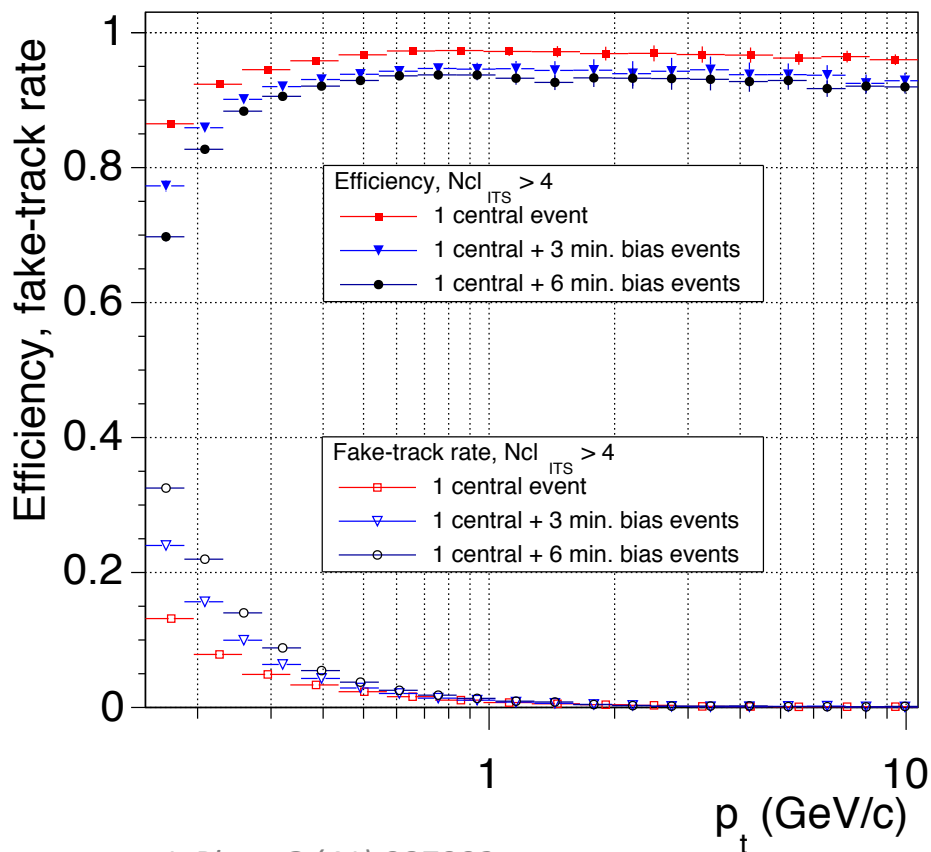 Efficiency, fake-track rate
1
0.8
0.6
0.4
0.2
0
Efficiency, Ncl ITS > 4
1 central event
1 central + 3 min. bias events
1 central + 6 min. bias events
Fake-track rate, Ncl ITS > 4
1 central event
1 central + 3 min. bias events
1 central + 6 min. bias events
1
10
p t (GeV/c)